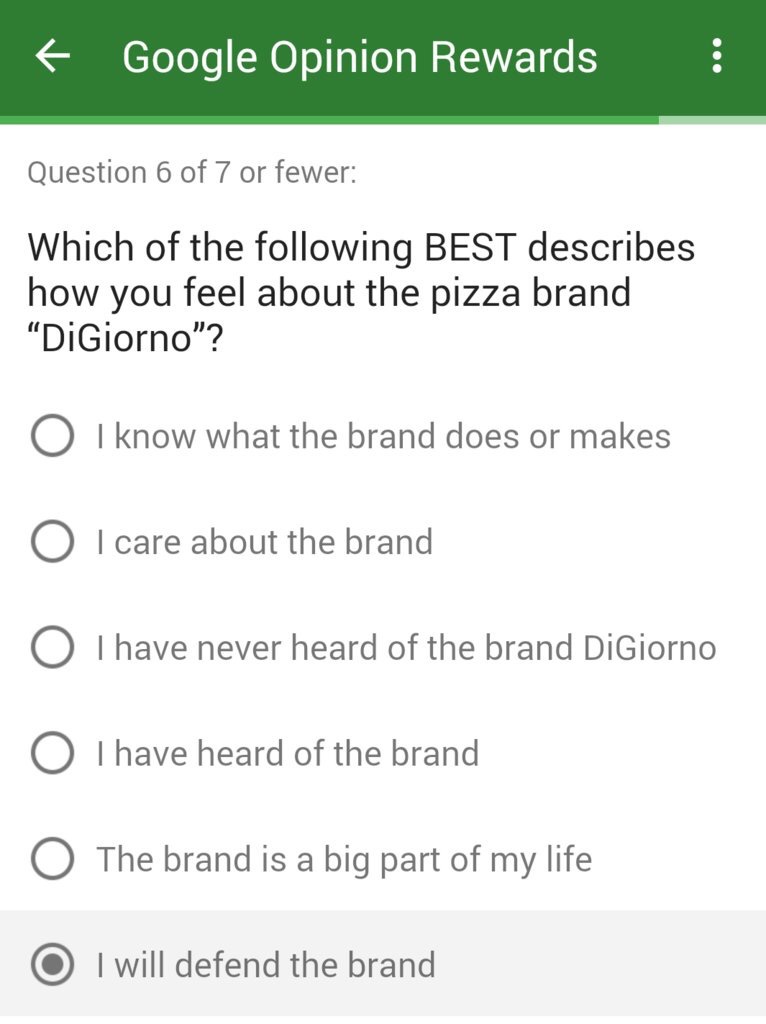 Google Opinion Rewards
Question 6 of 7 or fewer:
Which of the following BEST describes
how you feel about the pizza brand
“DiGiorno”?
I know what the brand does or makes
I care about the brand
I have never heard of the brand DiGiorno
I have heard of the brand
The brand is a big part of my life
I will defend the brand